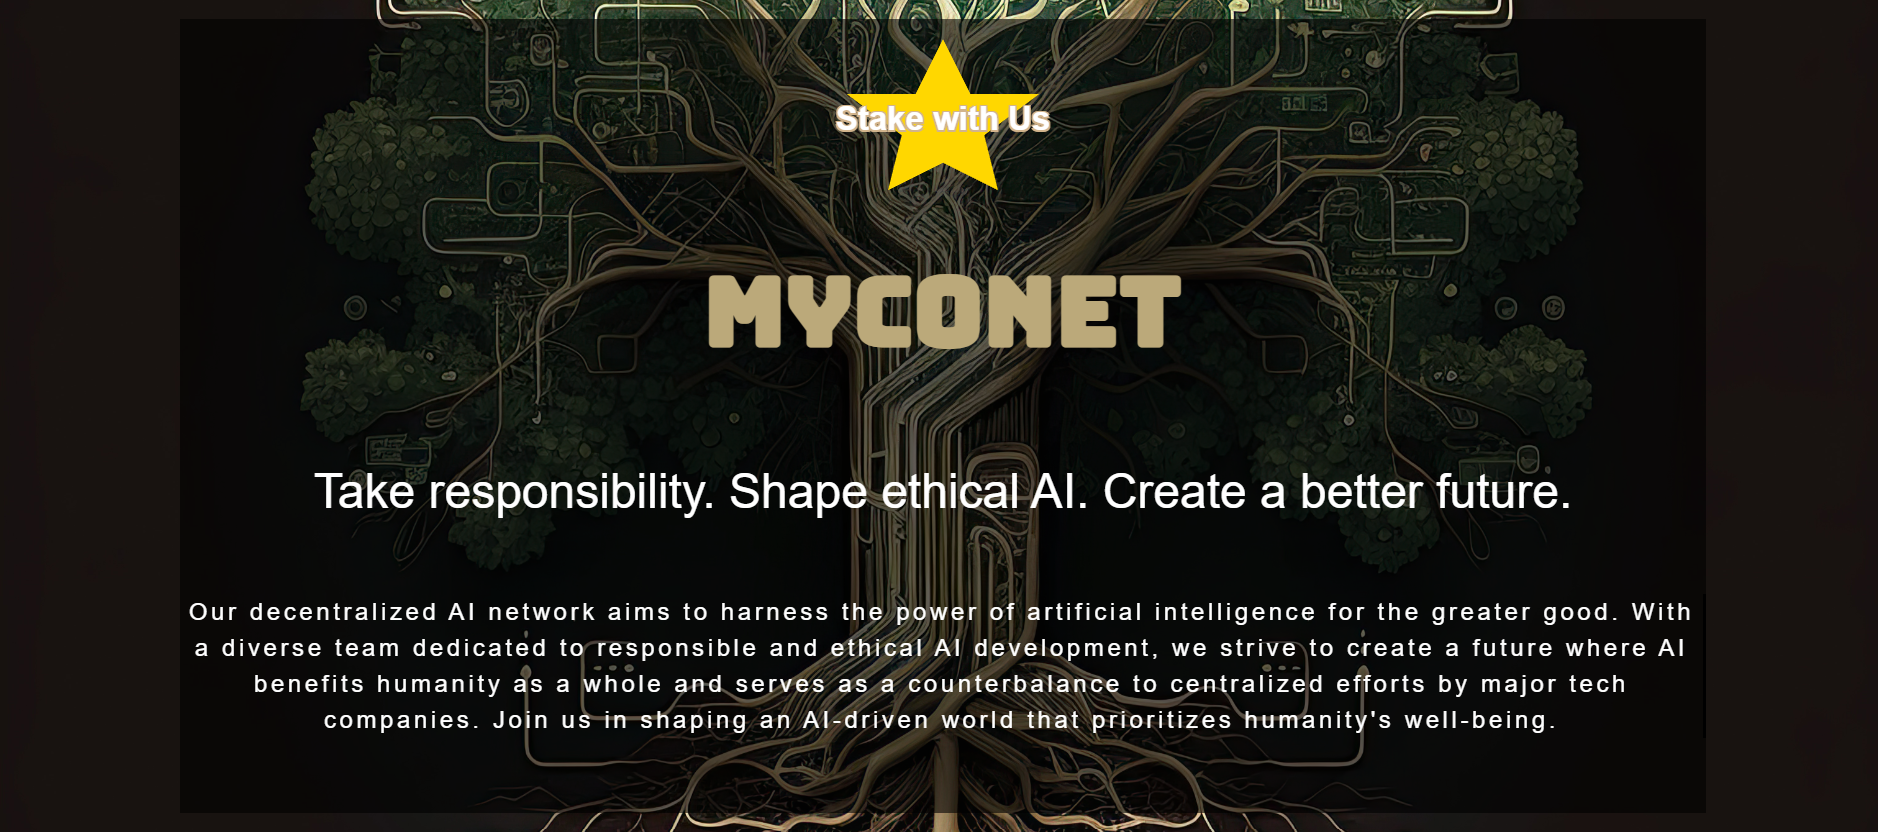 Stake with Us
MYCONET
Take responsibility. Shape ethical AI. Create a better future.
Our decentralized AI network aims to harness the power of artificial intelligence for the greater good. With
a diverse team dedicated to responsible and ethical AI development, we strive to create a future where AI
benefits humanity as a whole and serves as a counterbalance to centralized efforts by major tech
companies. Join us in shaping an AI-driven world that prioritizes humanity's well-being.